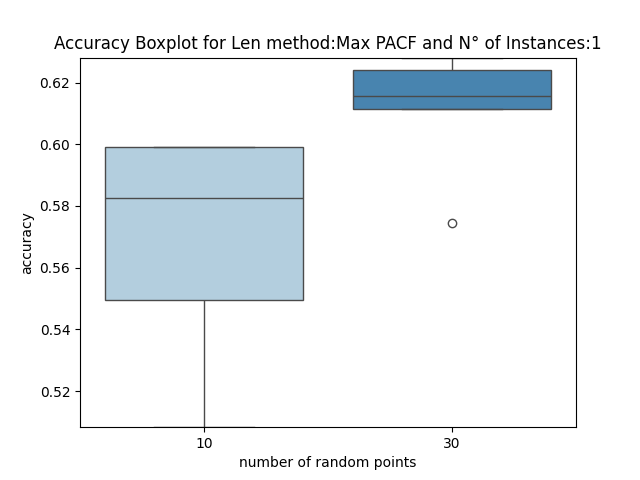 Accuracy Boxplot for Len method:Max PACF and N° of Instances:1
0.62
0.60
0.58
0.56
0.54
0.52
accuracy
10 30
number of random points